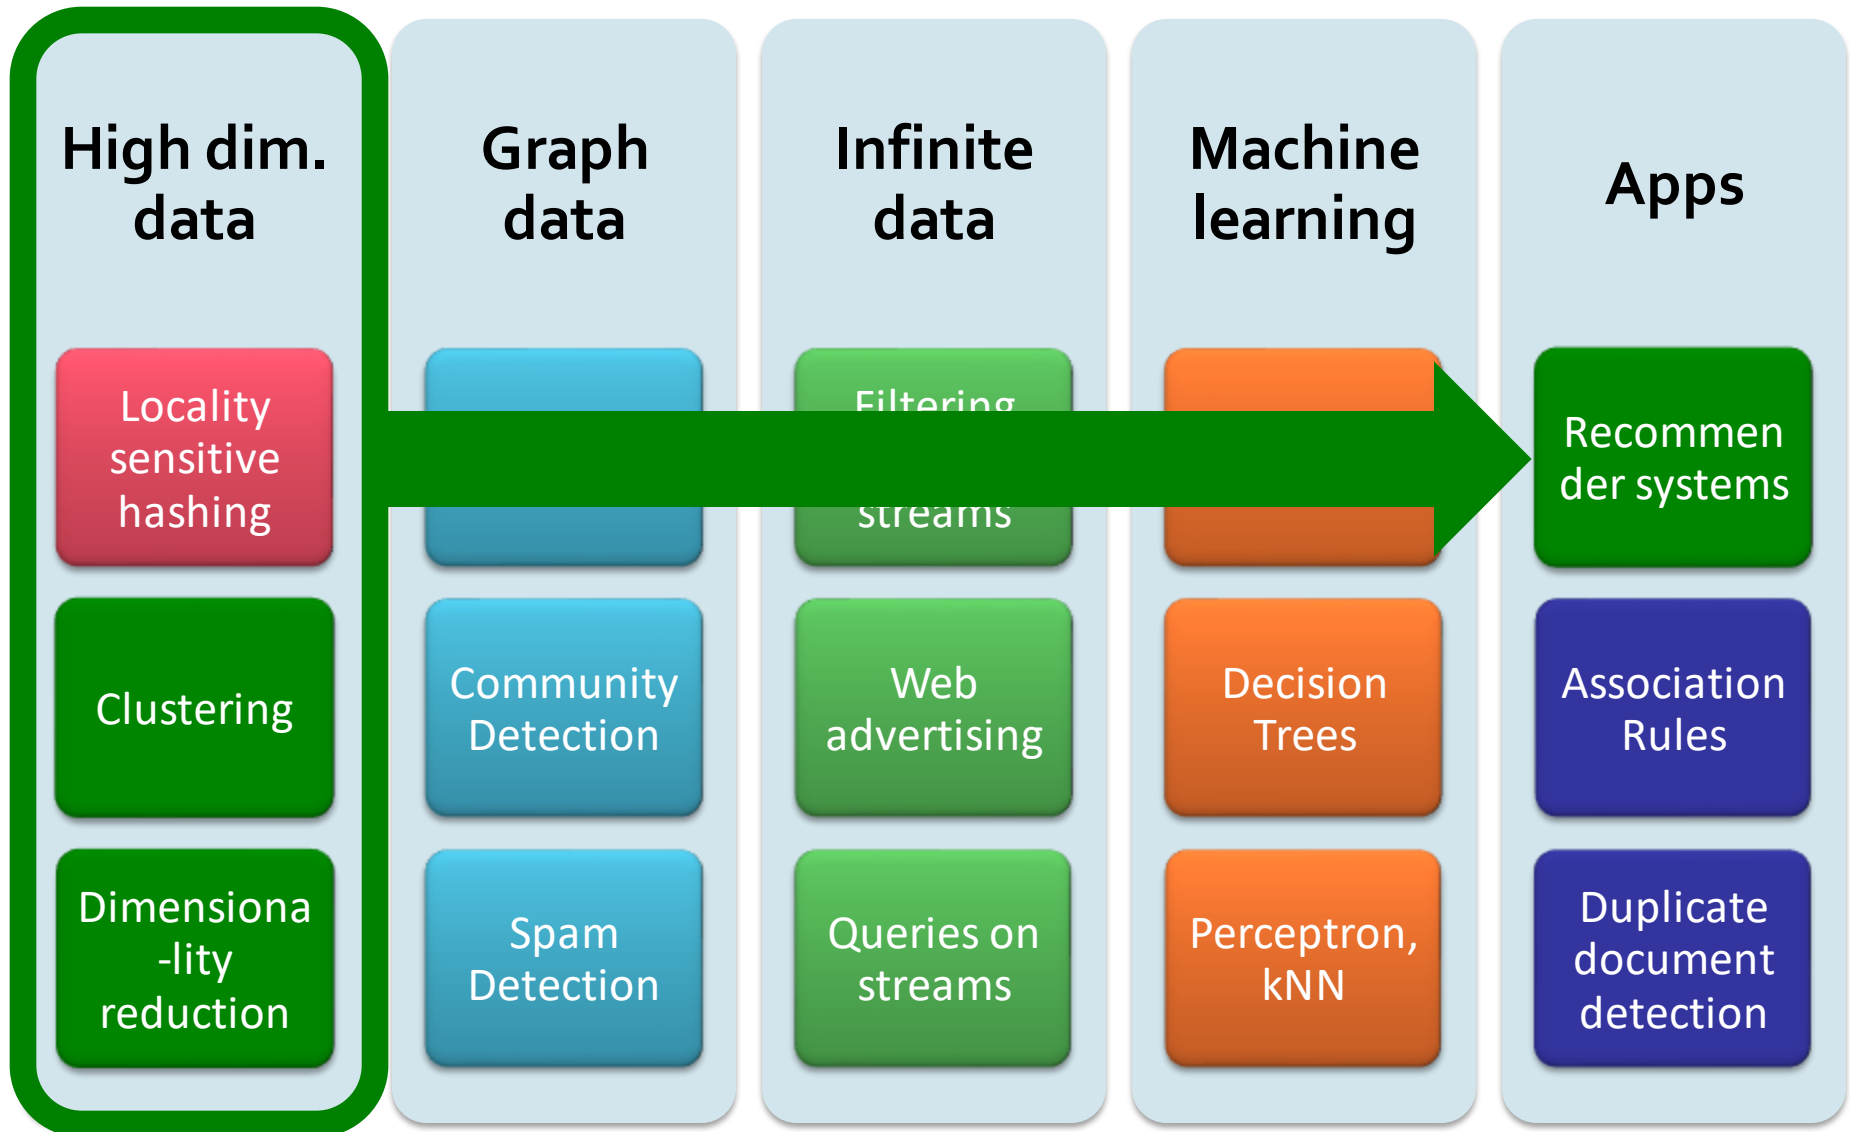 High dim.
data
Locality
sensitive
hashing
Clustering
Dimensiona
-lity
reduction
Graph
data
Community
Detection
Spam
Detection
Infinite
data
Filtering
streams
Web
advertising
Queries on
streams
Machine
learning
Decision
Trees
Perceptron,
kNN
Apps
Recommen
der systems
Association
Rules
Duplicate
document
detection